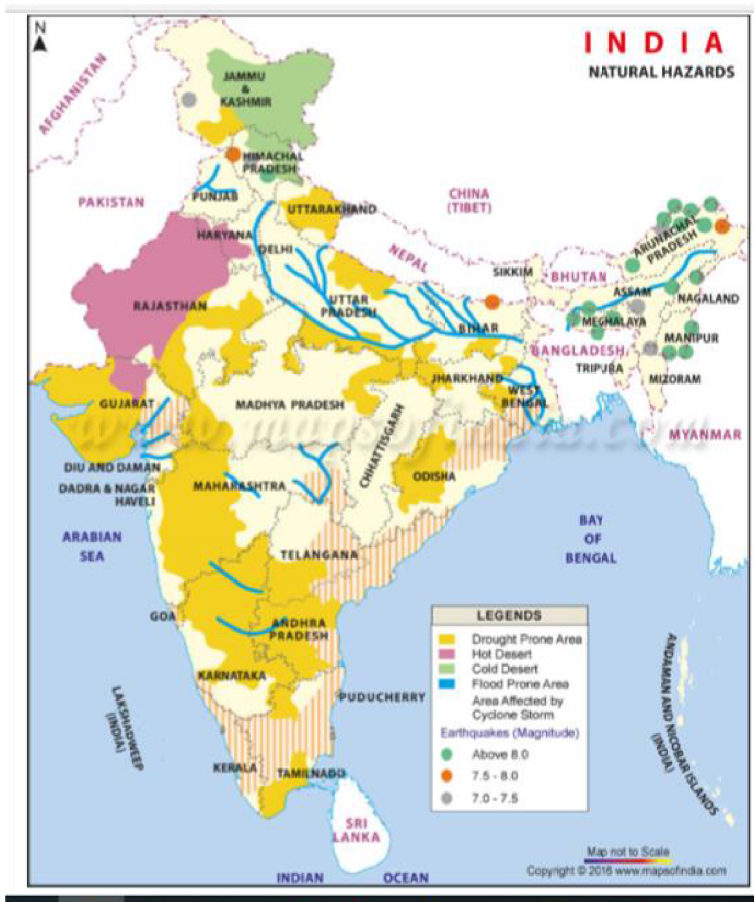 N
INDIA
NATURAL HAZARDS
AFGHANISTAN
JAMMU
&
KASHMIR
HIMACHAL
PRADESH
PAKISTAN
PUNJAB
CHINA
(TIBET)
UTTARAKHAND
HARYANA
DELHI
NEPAL
SIKKIM
BHUTAN
ARUNACHAL
PRADESH
RAJASTHAN
UTTAR
PRADESH
ASSAM
NAGALAND
BIHAR
MEGHALAYA
MANIPUR
BANGLADESH
TRIPURA
MIZORAM
JHARKHAND
WEST
BENGAL
GUJARAT
MADHYA PRADESH
CHHATTISGARH
www.mapsofindia.com
MYANMAR
DIU AND DAMAN
DADRA & NAGAR
HAVELI
MAHARASHTRA
ODISHA
ARABIAN
SEA
BAY
OF
BENGAL
TELANGANA
GOA
ANDHRA
PRADESH
KARNATAKA
PUDUCHERRY
LAKSHADWEEP
(INDIA)
KERALA
TAMILNADU
SRI
LANKA
INDIAN OCEAN
ANDAMAN AND NICOBAR ISLANDS
(INDIA)
LEGENDS
Drought Prone Area
Hot Desert
Cold Desert
Flood Prone Area
Area Affected by
Cyclone Storm
Earthquakes (Magnitude)
Above 8.0
7.5 - 8.0
7.0 - 7.5
Map not to Scale
Copyright © 2016 www.mapsofindia.com